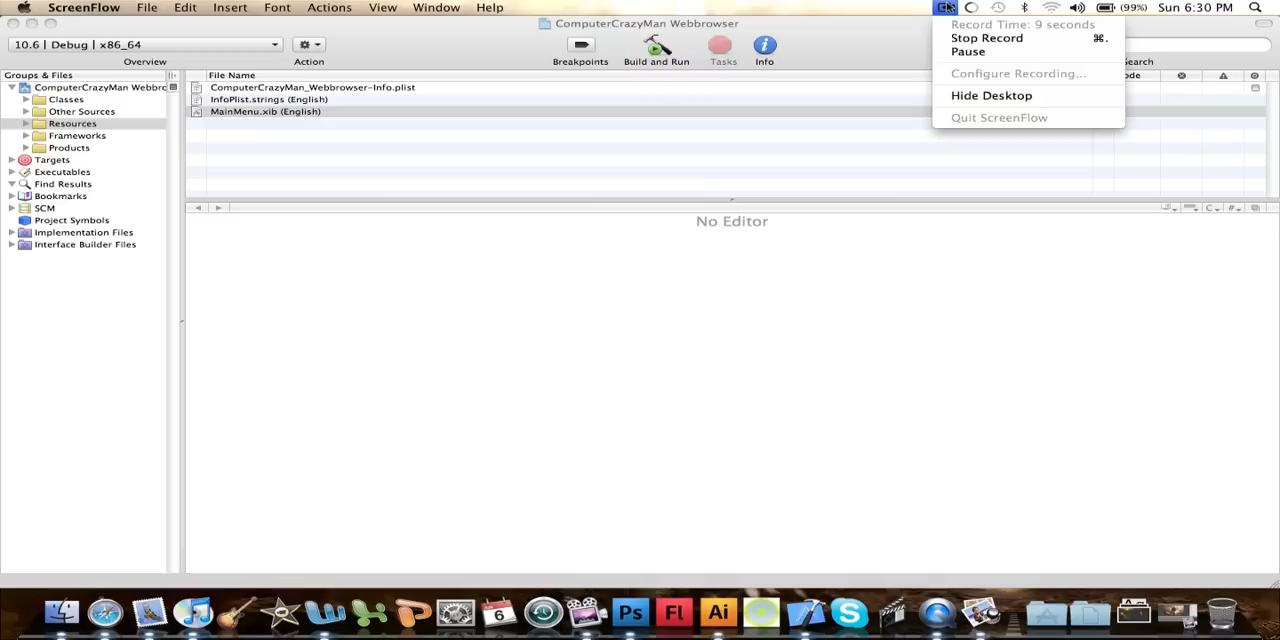 ScreenFlow File Edit Insert Font Actions View Window Help (99%) Sun 6:30 PM
ComputerCrazyMan Webbrowser
Record Time: 9 seconds
Stop Record ⌘.
Pause
Configure Recording...
Hide Desktop
Quit ScreenFlow
10.6 | Debug | x86_64
Overview Action Breakpoints Build and Run Tasks Info Search
Groups & Files
ComputerCrazyMan Webbro
Classes
Other Sources
Resources
Frameworks
Products
Targets
Executables
Find Results
Bookmarks
SCM
Project Symbols
Implementation Files
Interface Builder Files
File Name
ComputerCrazyMan_Webbrowser-Info.plist
InfoPlist.strings (English)
MainMenu.xib (English)
No Editor
6
Ps Fl Ai